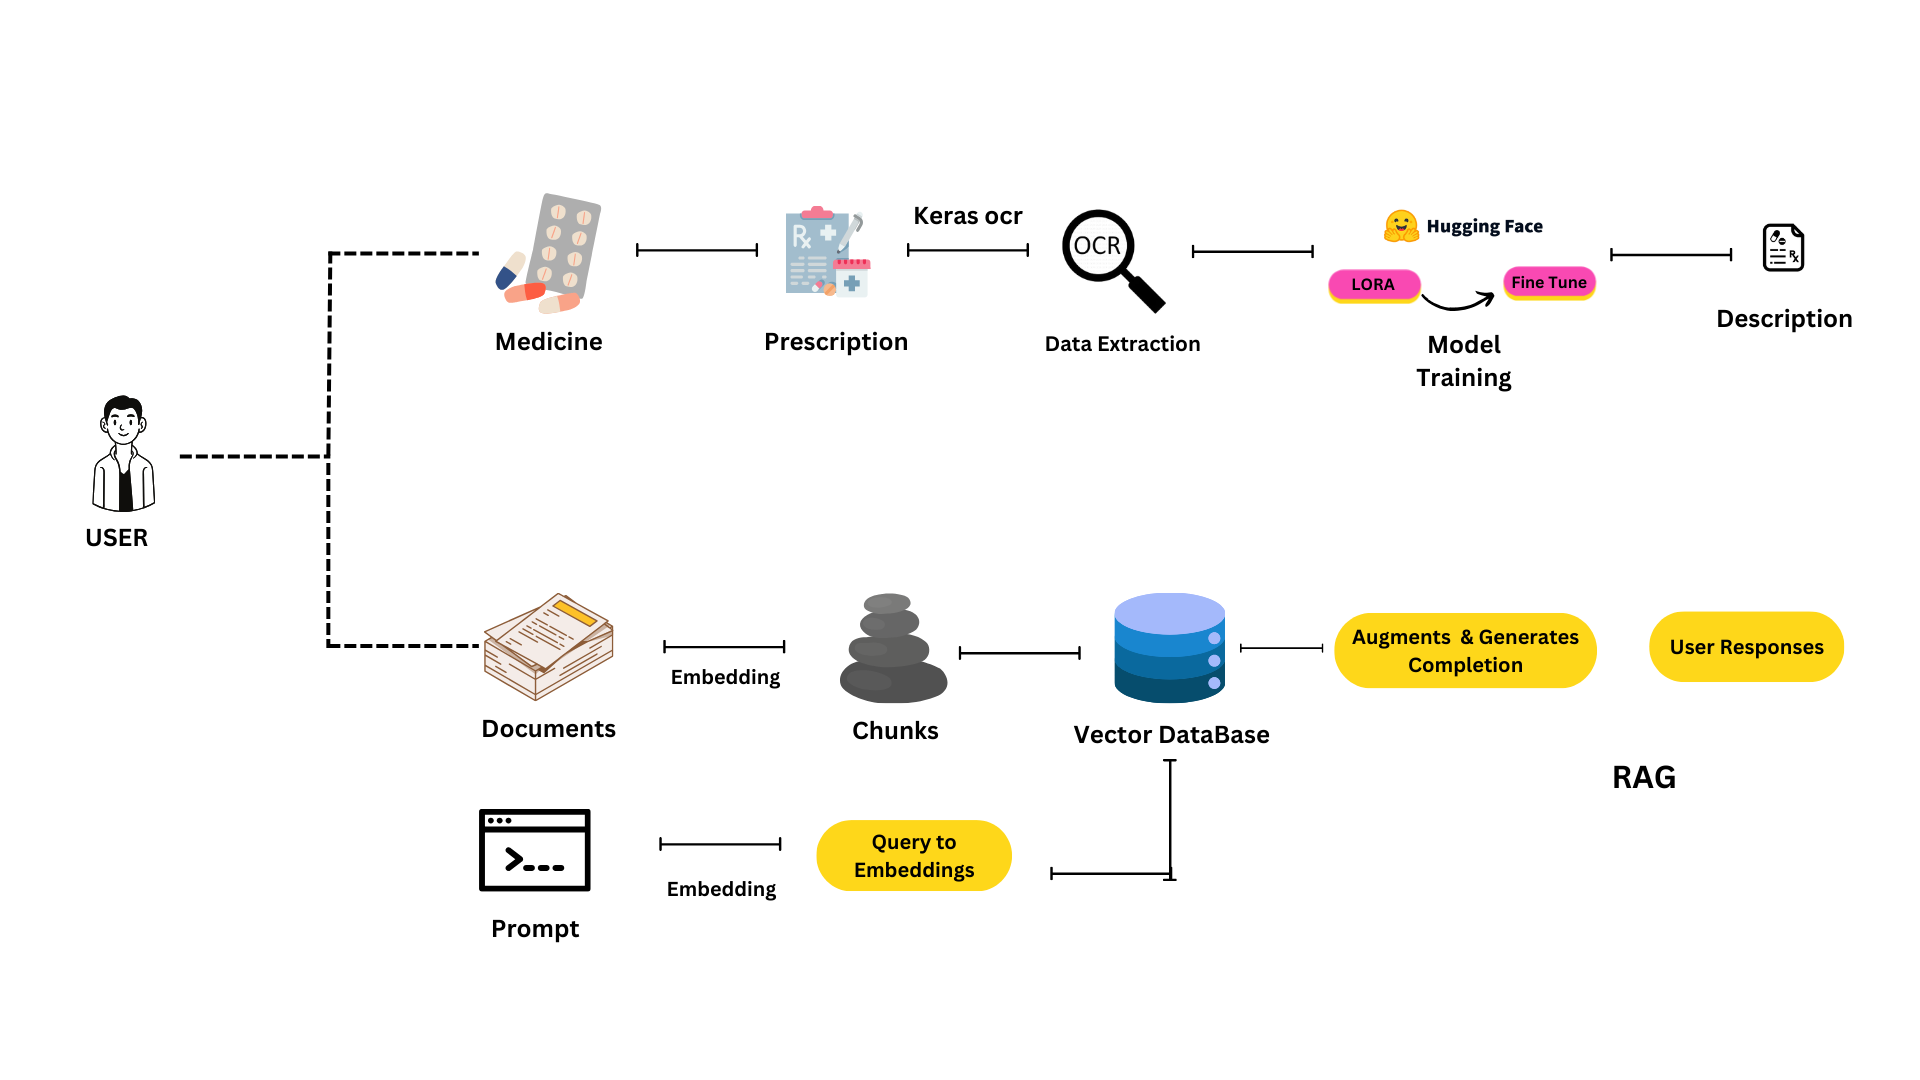 Keras ocr
OCR
Hugging Face
LORA
Fine Tune
Medicine
Prescription
Data Extraction
Model
Training
Description
USER
Embedding
Augments & Generates
Completion
User Responses
Documents
Chunks
Vector DataBase
RAG
Query to
Embeddings
Embedding
Prompt